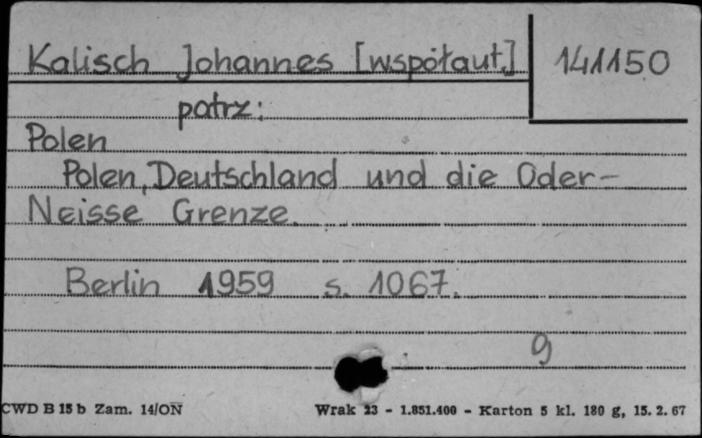 Kalisch Johannes [współaut.]
141150
patrz:
Polen
Polen, Deutschland und die Oder-
Neisse Grenze.
Berlin 1959 s. 1067.
9
CWD B 15 b Zam. 14/ON Wrak 23 - 1.851.400 - Karton 5 kl. 180 g, 15. 2. 67